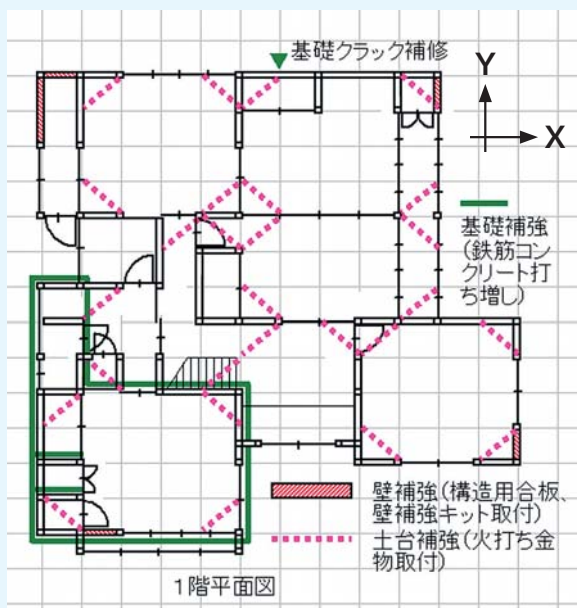 基礎クラック補修
Y
X
基礎補強
(鉄筋コン
クリート打
ち増し)
壁補強(構造用合板、
壁補強キット取付)
土台補強(火打ち金
物取付)
1階平面図